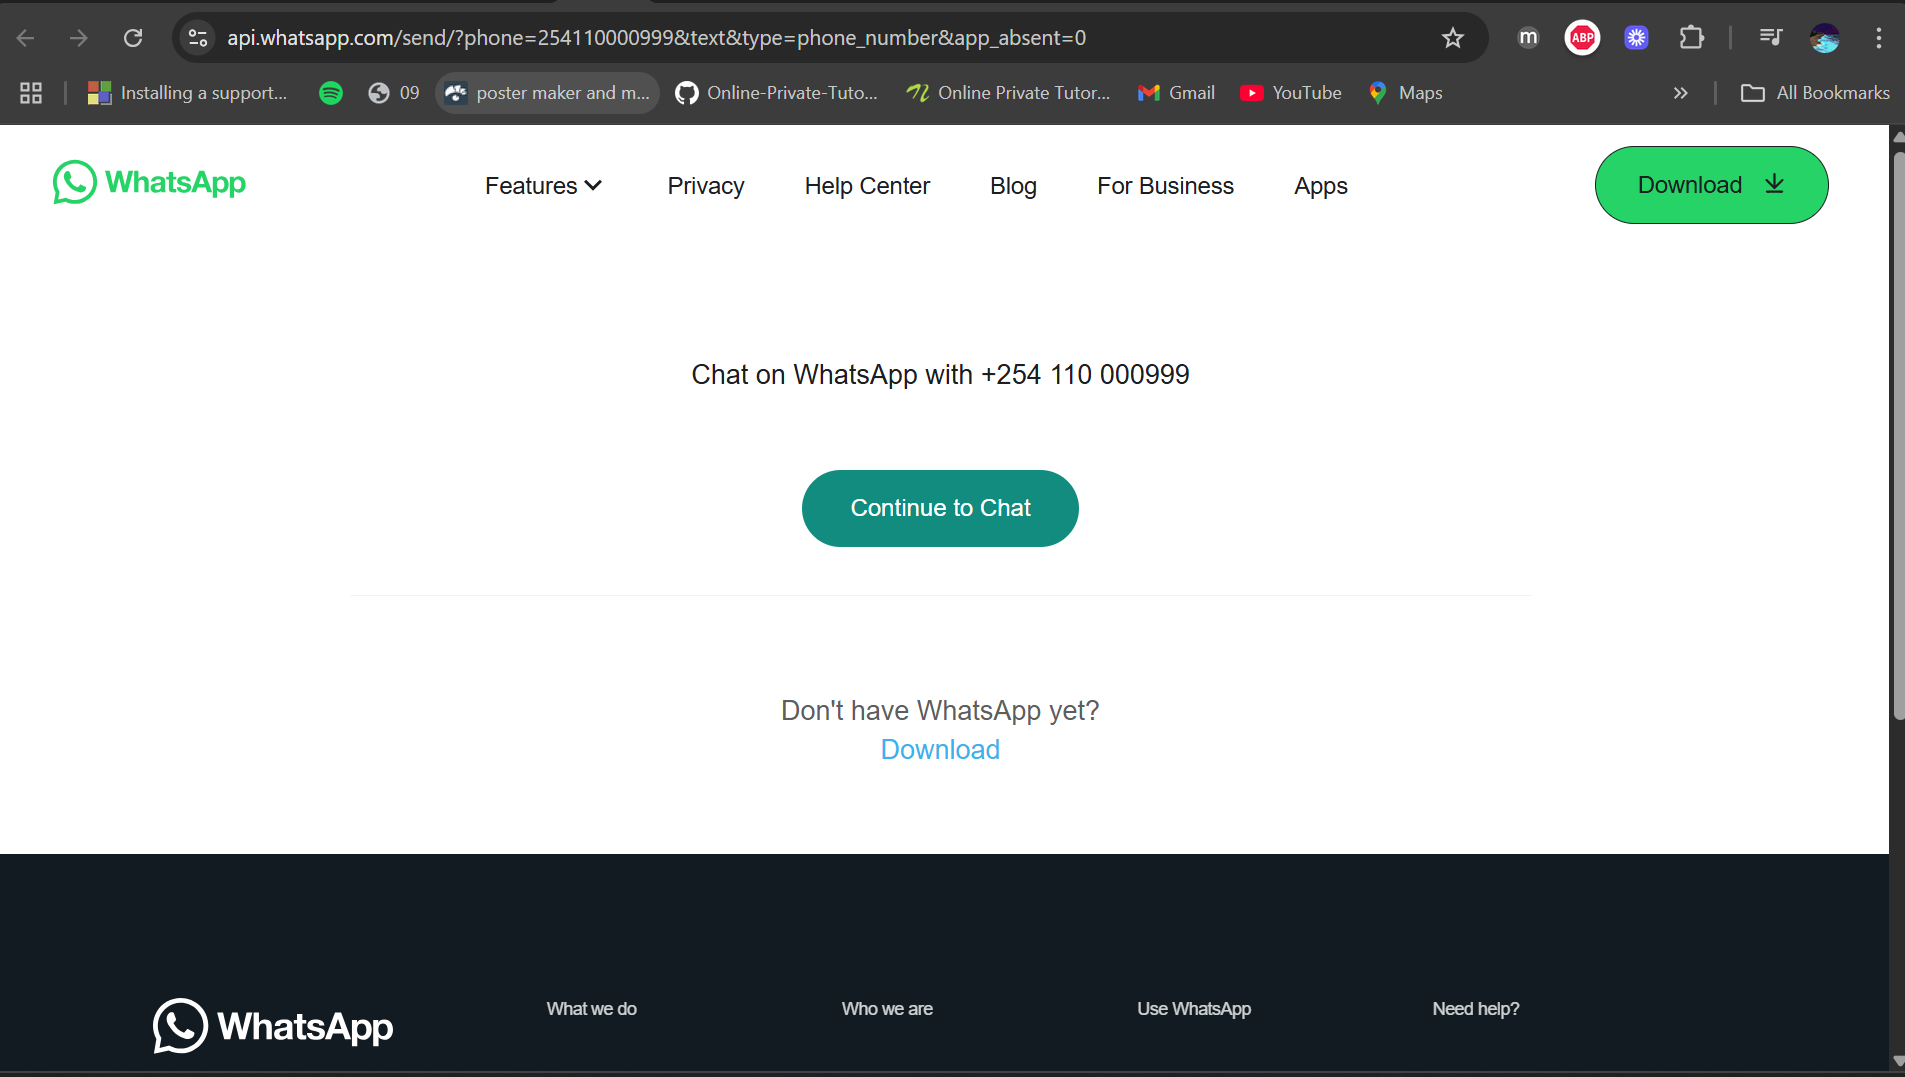 api.whatsapp.com/send/?phone=254110000999&text&type=phone_number&app_absent=0
m
ABP
Installing a support...
09
poster maker and m...
Online-Private-Tuto...
Online Private Tutor...
Gmail
YouTube
Maps
All Bookmarks
WhatsApp
Features
Privacy
Help Center
Blog
For Business
Apps
Download
Chat on WhatsApp with +254 110 000999
Continue to Chat
Don't have WhatsApp yet?
Download
WhatsApp
What we do
Who we are
Use WhatsApp
Need help?